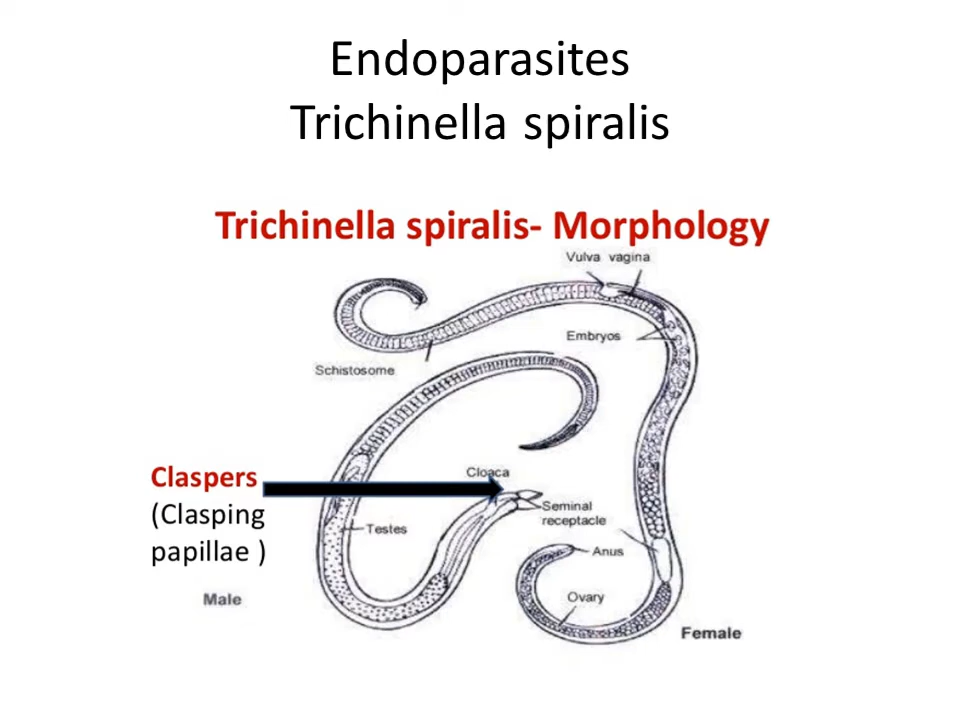 Endoparasites
Trichinella spiralis
Trichinella spiralis- Morphology
Vulva vagina
Embryos
Schistosome
Claspers
(Clasping
papillae )
Cloaca
Seminal
receptacle
Testes
Anus
Ovary
Male
Female